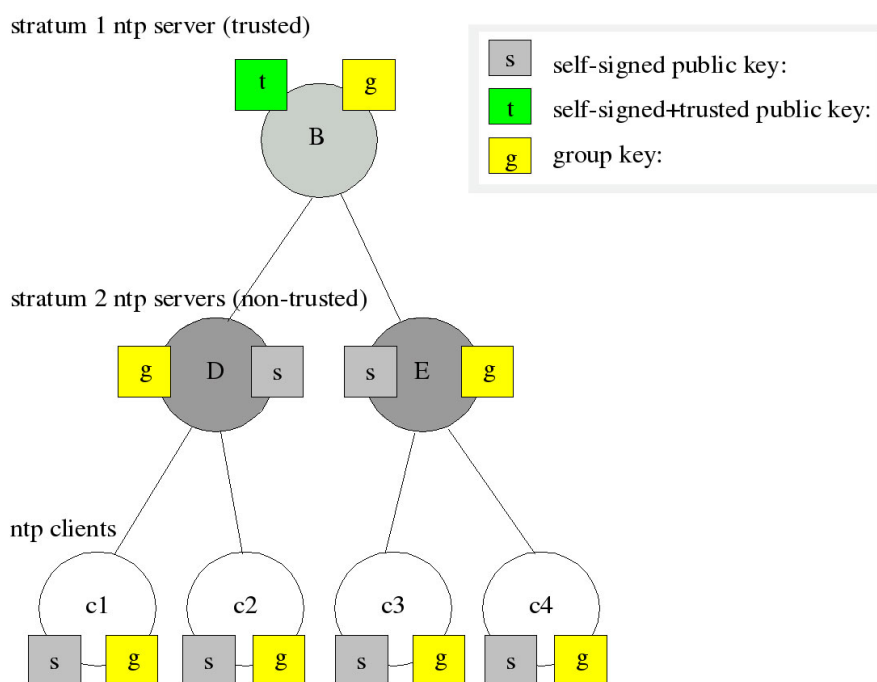 stratum 1 ntp server (trusted)
s self-signed public key:
t self-signed+trusted public key:
g group key:
t g
B
stratum 2 ntp servers (non-trusted)
g D s s E g
ntp clients
c1 c2 c3 c4
s g s g s g s g